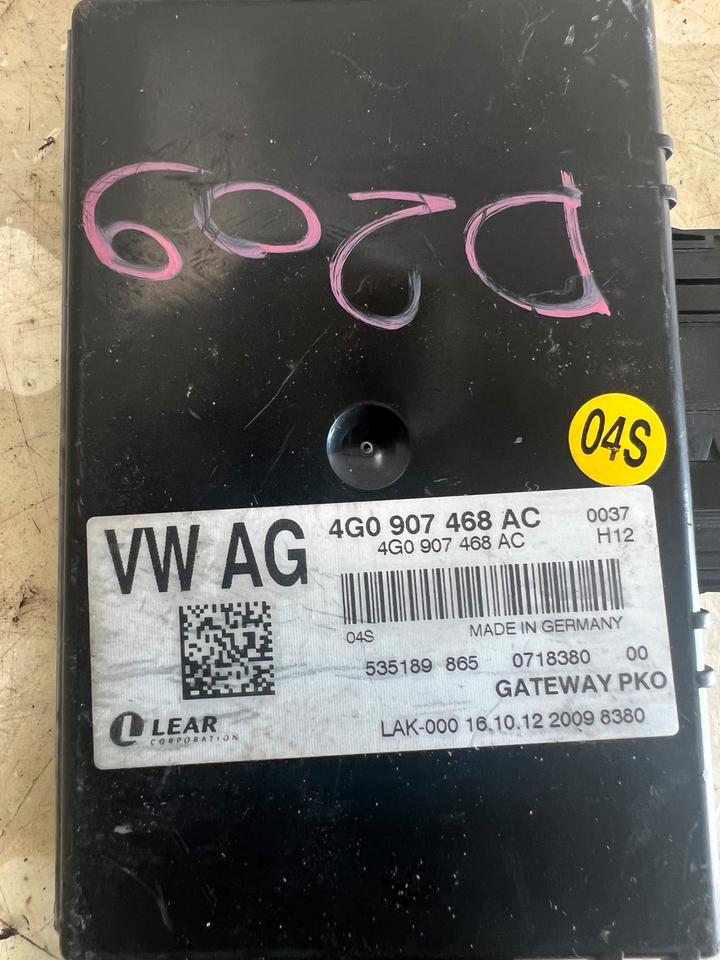 D209
04S
VW AG
4G0 907 468 AC 0037
4G0 907 468 AC H12
04S MADE IN GERMANY
535189 865 0718380 00
GATEWAY PKO
LEAR
CORPORATION
LAK-000 16.10.12 2009 8380